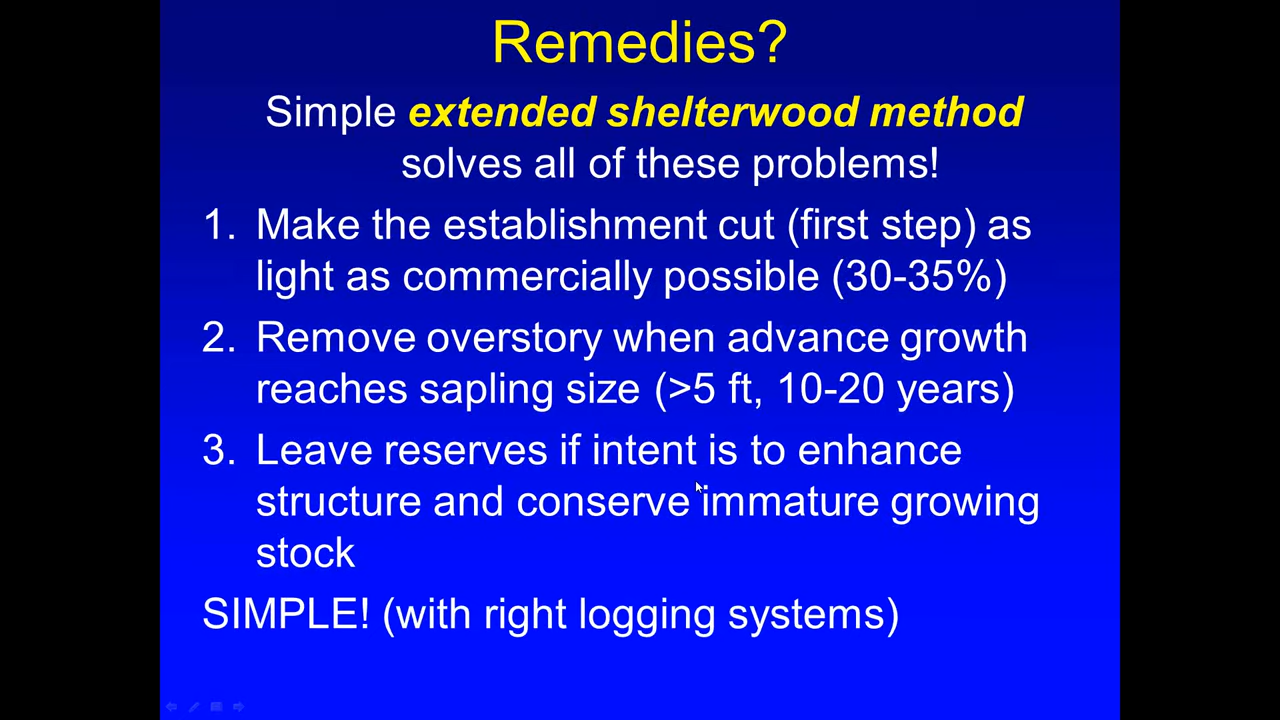 Remedies?
Simple extended shelterwood method
solves all of these problems!
1. Make the establishment cut (first step) as
light as commercially possible (30-35%)
2. Remove overstory when advance growth
reaches sapling size (>5 ft, 10-20 years)
3. Leave reserves if intent is to enhance
structure and conserve immature growing
stock
SIMPLE! (with right logging systems)